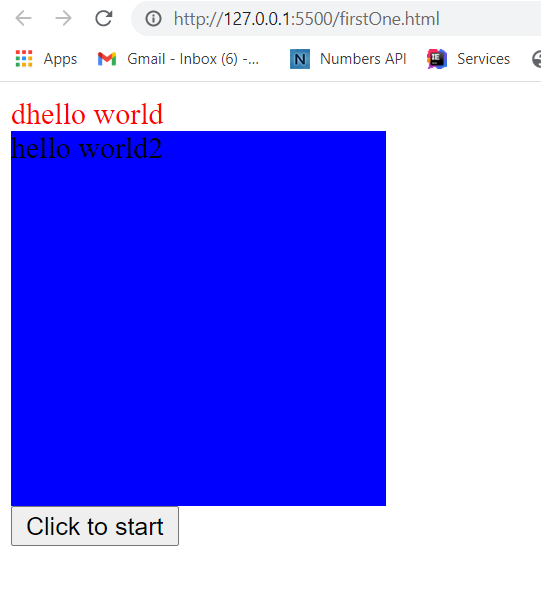 http://127.0.0.1:5500/firstOne.html
Apps Gmail - Inbox (6) -... N Numbers API IE Services
dhello world
hello world2
Click to start